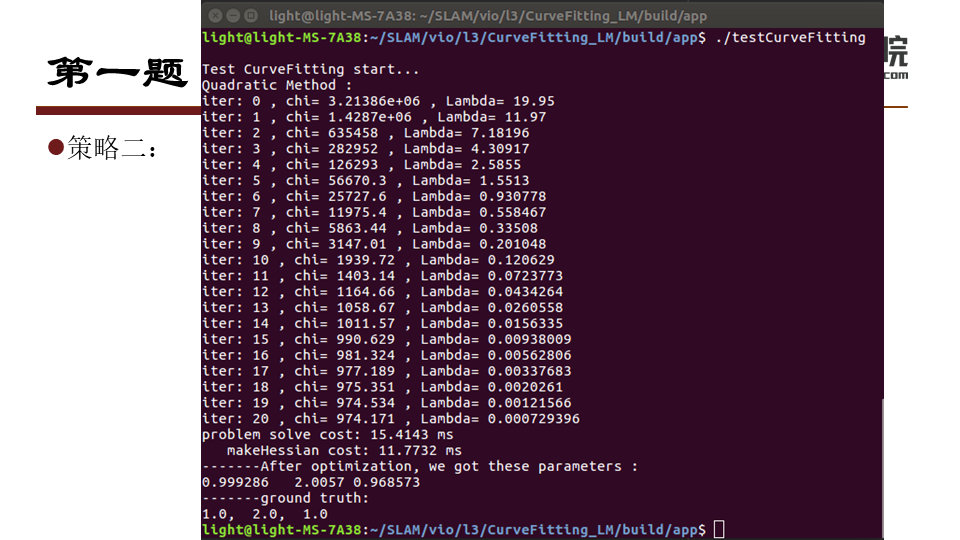 light@light-MS-7A38: ~/SLAM/vio/l3/CurveFitting_LM/build/app
light@light-MS-7A38:~/SLAM/vio/l3/CurveFitting_LM/build/app$ ./testCurveFitting
院
com
第一题
策略二：
Test CurveFitting start...
Quadratic Method :
iter: 0 , chi= 3.21386e+06 , Lambda= 19.95
iter: 1 , chi= 1.4287e+06 , Lambda= 11.97
iter: 2 , chi= 635458 , Lambda= 7.18196
iter: 3 , chi= 282952 , Lambda= 4.30917
iter: 4 , chi= 126293 , Lambda= 2.5855
iter: 5 , chi= 56670.3 , Lambda= 1.5513
iter: 6 , chi= 25727.6 , Lambda= 0.930778
iter: 7 , chi= 11975.4 , Lambda= 0.558467
iter: 8 , chi= 5863.44 , Lambda= 0.33508
iter: 9 , chi= 3147.01 , Lambda= 0.201048
iter: 10 , chi= 1939.72 , Lambda= 0.120629
iter: 11 , chi= 1403.14 , Lambda= 0.0723773
iter: 12 , chi= 1164.66 , Lambda= 0.0434264
iter: 13 , chi= 1058.67 , Lambda= 0.0260558
iter: 14 , chi= 1011.57 , Lambda= 0.0156335
iter: 15 , chi= 990.629 , Lambda= 0.00938009
iter: 16 , chi= 981.324 , Lambda= 0.00562806
iter: 17 , chi= 977.189 , Lambda= 0.00337683
iter: 18 , chi= 975.351 , Lambda= 0.0020261
iter: 19 , chi= 974.534 , Lambda= 0.00121566
iter: 20 , chi= 974.171 , Lambda= 0.000729396
problem solve cost: 15.4143 ms
makeHessian cost: 11.7732 ms
-------After optimization, we got these parameters :
0.999286 2.0057 0.968573
-------ground truth:
1.0, 2.0, 1.0
light@light-MS-7A38:~/SLAM/vio/l3/CurveFitting_LM/build/app$